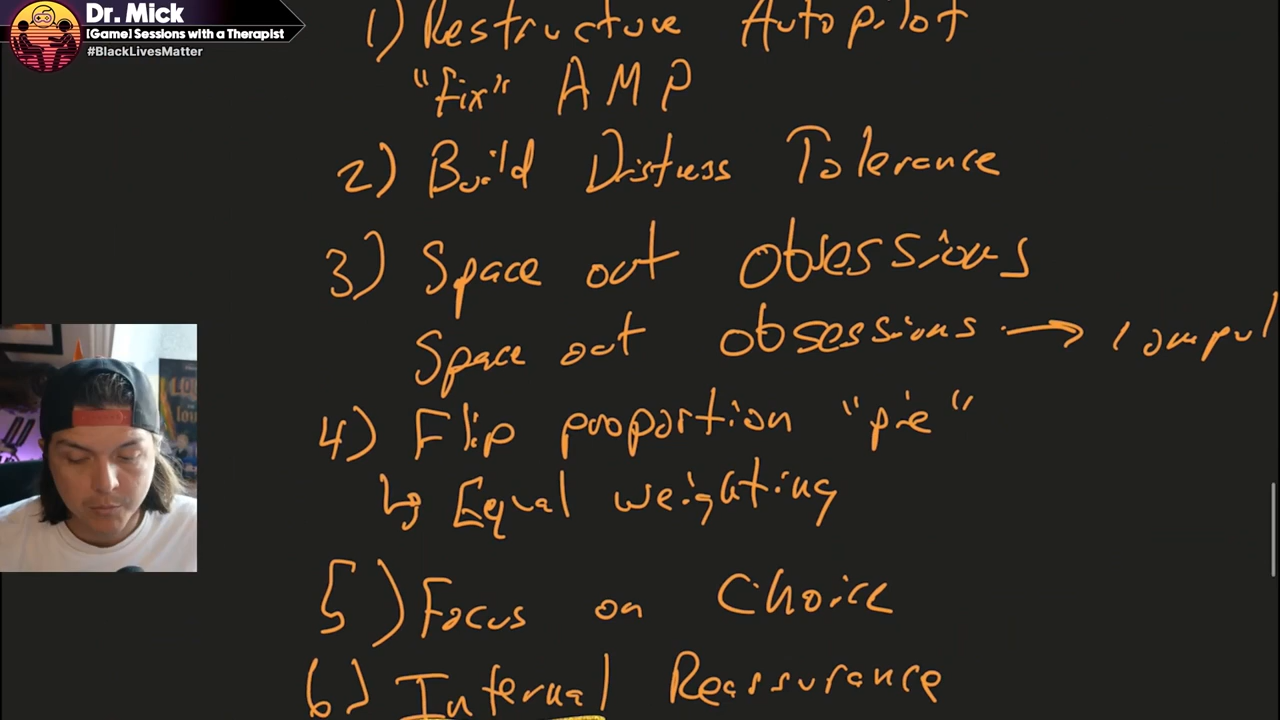 Dr. Mick
[Game] Sessions with a Therapist
#BlackLivesMatter
1) Restructure Autopilot
"fix" AMP
2) Build Distress Tolerance
3) Space out obsessions
Space out obsessions → compul
4) Flip proportion "pie"
↳ Equal weighting
5) Focus on Choice
6) Internal Reassurance